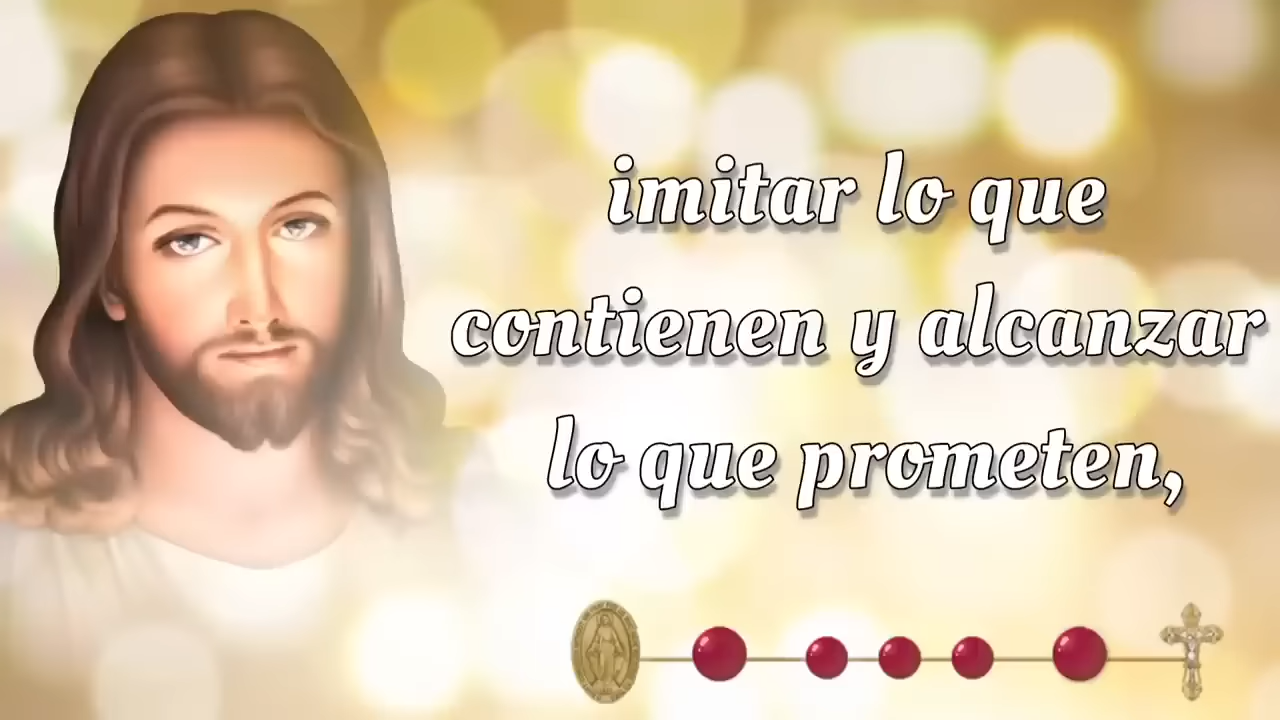 imitar lo que
contienen y alcanzar
lo que prometen,